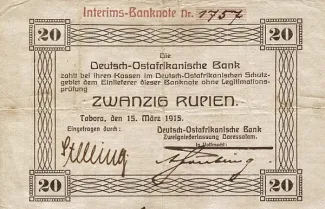 Interims-Banknote Nr. 1757
20 20
Die
Deutsch-Ostafrikanische Bank
zahlt bei ihren Kassen im Deutsch-Ostafrikanischen Schutz-
gebiet dem Einlieferer dieser Banknote ohne Legitimations-
prüfung
ZWANZIG RUPIEN.
Tabora, den 15. März 1915.
Eingetragen durch: Deutsch-Ostafrikanische Bank
Zweigniederlassung Daressalam.
in Vollmacht:
Stelling
20 20